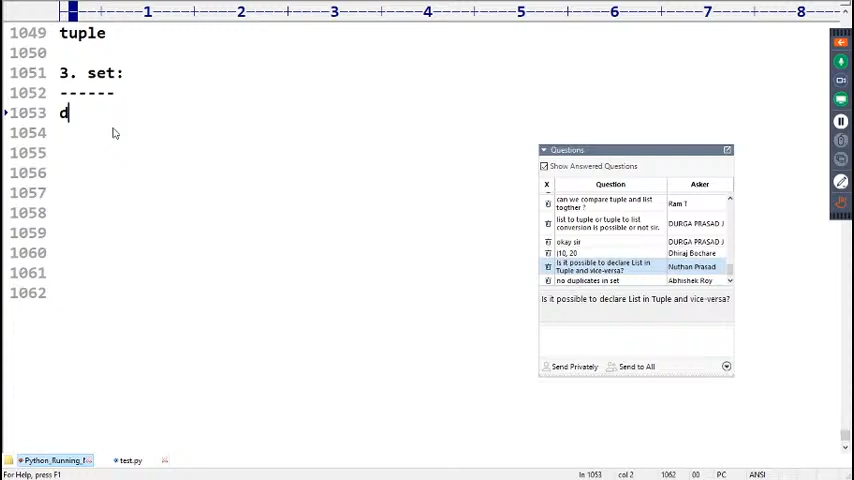 1 2 3 4 5 6 7 8
1049 tuple
1050
1051 3. set:
1052 ------
1053 d
1054
1055
1056
1057
1058
1059
1060
1061
1062
Questions
Show Answered Questions
X Question Asker
can we compare tuple and list
togther ? Ram 1
list to tuple or tuple to list
conversion is possible or not sir. DURGA PRASAD J
okay sir DURGA PRASAD J
l10, 20 Dhiraj Bochare
Is it possible to declare List in
Tuple and vice-versa? Nuthan Prasad
no duplicates in set Abhishek Roy
Is it possible to declare List in Tuple and vice-versa?
Send Privately Send to All
test.py
For Help, press F1 ln 1053 col 2 1062 00 PC ANSI